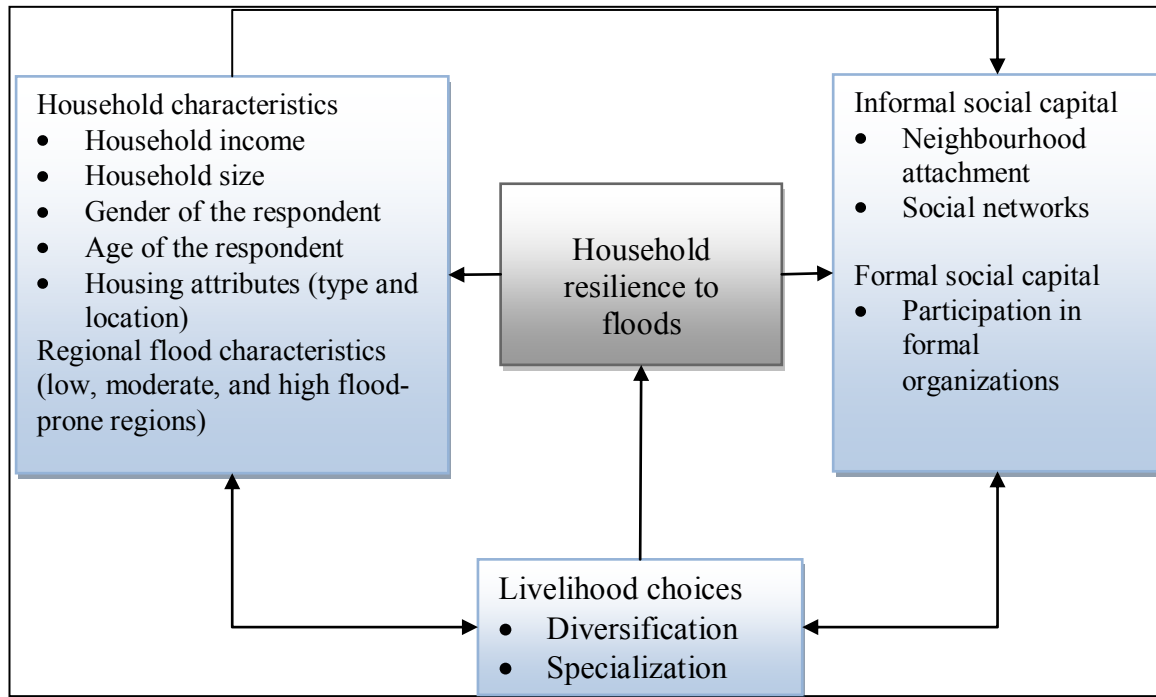 Household characteristics
• Household income
• Household size
• Gender of the respondent
• Age of the respondent
• Housing attributes (type and
location)
Regional flood characteristics
(low, moderate, and high flood-
prone regions)
Household
resilience to
floods
Informal social capital
• Neighbourhood
attachment
• Social networks
Formal social capital
• Participation in
formal
organizations
Livelihood choices
• Diversification
• Specialization